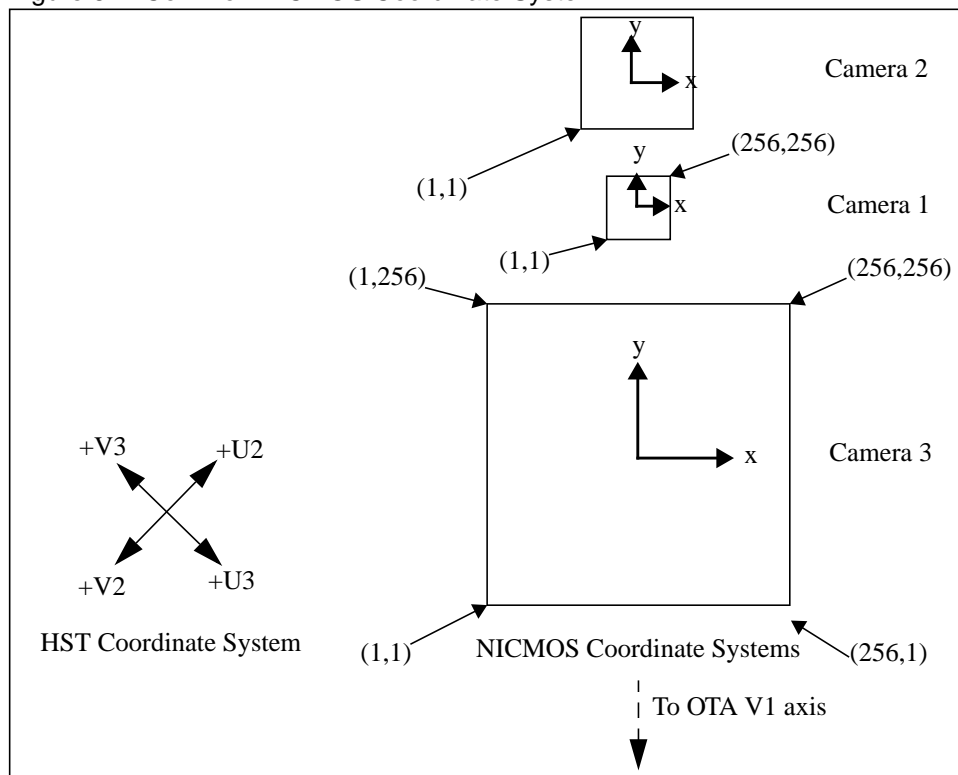 y
x
Camera 2
(1,1)
y
(256,256)
x
Camera 1
(1,1)
(1,256)
(256,256)
y
x
Camera 3
+V3
+U2
+V2
+U3
HST Coordinate System
(1,1)
NICMOS Coordinate Systems
(256,1)
To OTA V1 axis